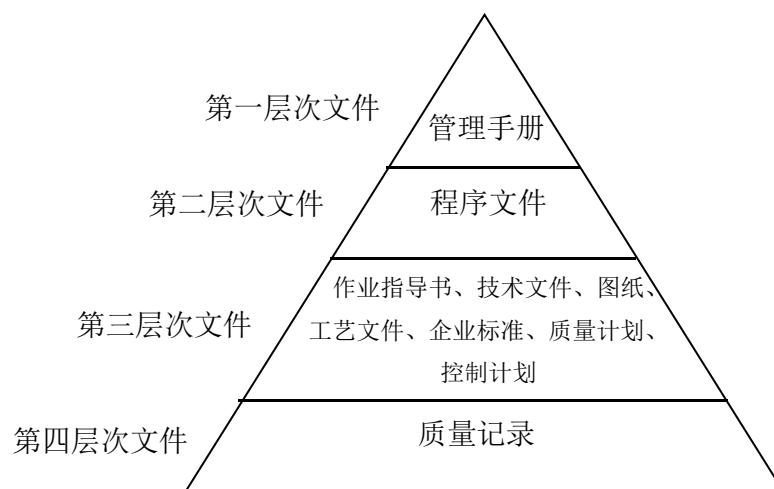 第一层次文件
管理手册
第二层次文件
程序文件
第三层次文件
作业指导书、技术文件、图纸、
工艺文件、企业标准、质量计划、
控制计划
第四层次文件
质量记录